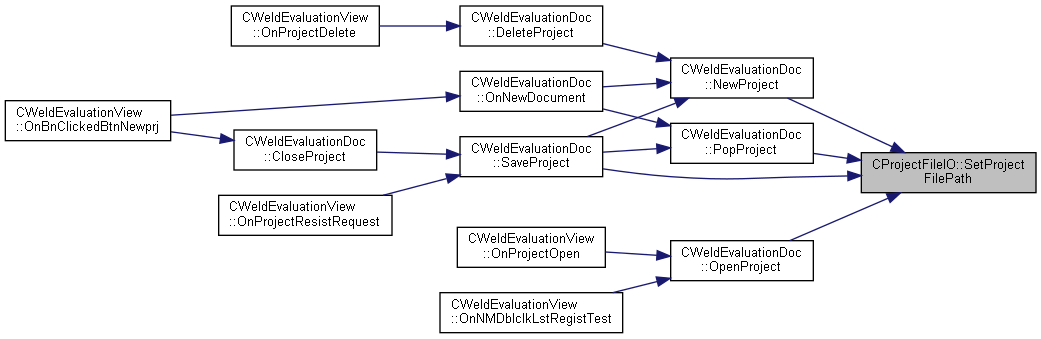 CWeldEvaluationView
::OnProjectDelete
CWeldEvaluationDoc
::DeleteProject
CWeldEvaluationDoc
::NewProject
CWeldEvaluationDoc
::OnNewDocument
CWeldEvaluationView
::OnBnClickedBtnNewprj
CWeldEvaluationDoc
::CloseProject
CWeldEvaluationDoc
::SaveProject
CWeldEvaluationDoc
::PopProject
CProjectFileIO::SetProject
FilePath
CWeldEvaluationView
::OnProjectResistRequest
CWeldEvaluationView
::OnProjectOpen
CWeldEvaluationDoc
::OpenProject
CWeldEvaluationView
::OnNMDblclkLstRegistTest